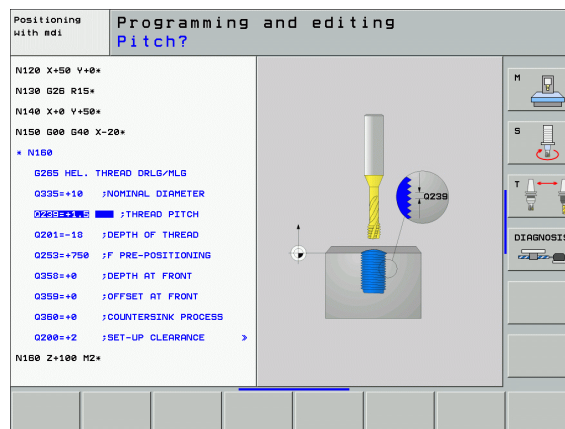 Positioning
with mdi
Programming and editing
Pitch?
N120 X+50 Y+0*
N130 G26 R15*
N140 X+0 Y+50*
N150 G00 G40 X-20*
* N160
G265 HEL. THREAD DRLG/MLG
Q335=+10 ;NOMINAL DIAMETER
Q239=+1.5 ;THREAD PITCH
Q201=-18 ;DEPTH OF THREAD
Q253=+750 ;F PRE-POSITIONING
Q358=+0 ;DEPTH AT FRONT
Q359=+0 ;OFFSET AT FRONT
Q360=+0 ;COUNTERSINK PROCESS
Q200=+2 ;SET-UP CLEARANCE »
N160 Z+100 M2*
Q239
M
S
T
DIAGNOSIS